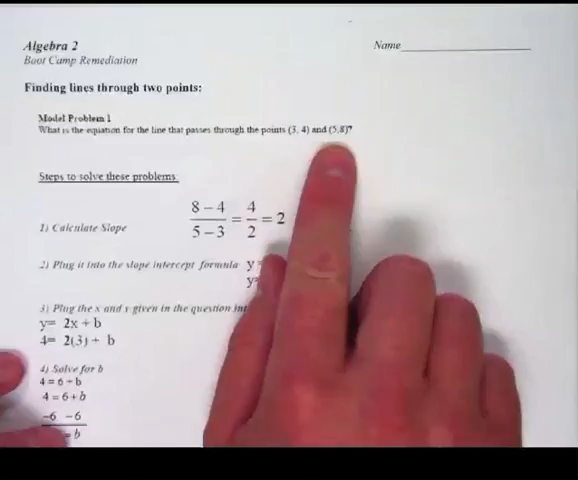 Algebra 2
Name
Boot Camp Remediation
Finding lines through two points:
Model Problem 1
What is the equation for the line that passes through the points (3, 4) and (5,8)?
Steps to solve these problems:
1) Calculate Slope
8 – 4
5 – 3
= 4
2
= 2
2) Plug it into the slope intercept formula y =
y=
3) Plug the x and y given in the question
y= 2x + b
4= 2(3) + b
4) Solve for b
4 = 6 + b
4 = 6 + b
–6 –6
= b